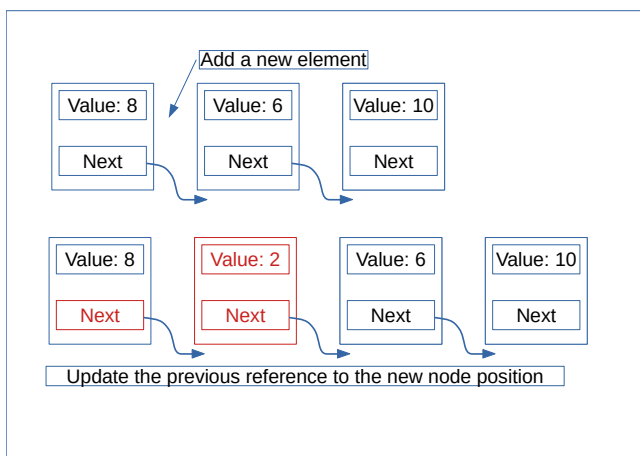 Add a new element
Value: 8
Value: 6
Value: 10
Next
Next
Next
Value: 8
Value: 2
Value: 6
Value: 10
Next
Next
Next
Next
Update the previous reference to the new node position